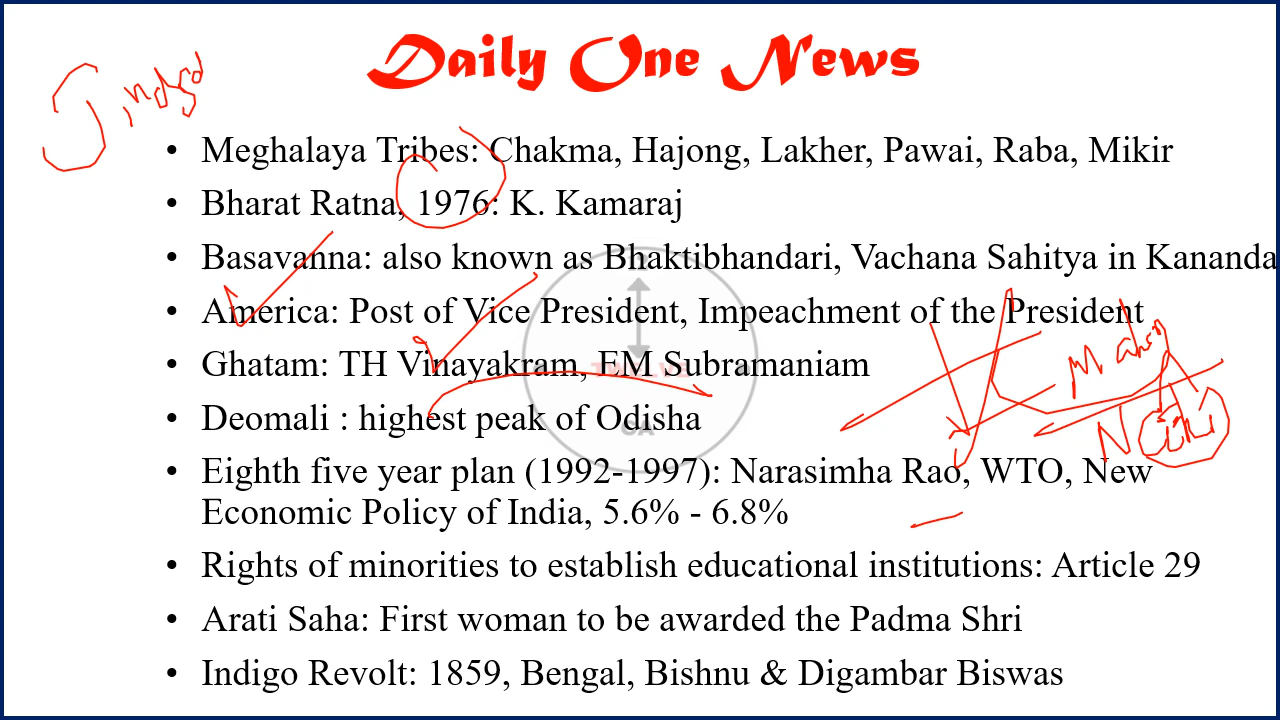 Daily One News
• Meghalaya Tribes: Chakma, Hajong, Lakher, Pawai, Raba, Mikir
• Bharat Ratna, 1976: K. Kamaraj
• Basavanna: also known as Bhaktibhandari, Vachana Sahitya in Kananda
• America: Post of Vice President, Impeachment of the President
• Ghatam: TH Vinayakram, EM Subramaniam
• Deomali : highest peak of Odisha
• Eighth five year plan (1992-1997): Narasimha Rao, WTO, New
Economic Policy of India, 5.6% - 6.8%
• Rights of minorities to establish educational institutions: Article 29
• Arati Saha: First woman to be awarded the Padma Shri
• Indigo Revolt: 1859, Bengal, Bishnu & Digambar Biswas